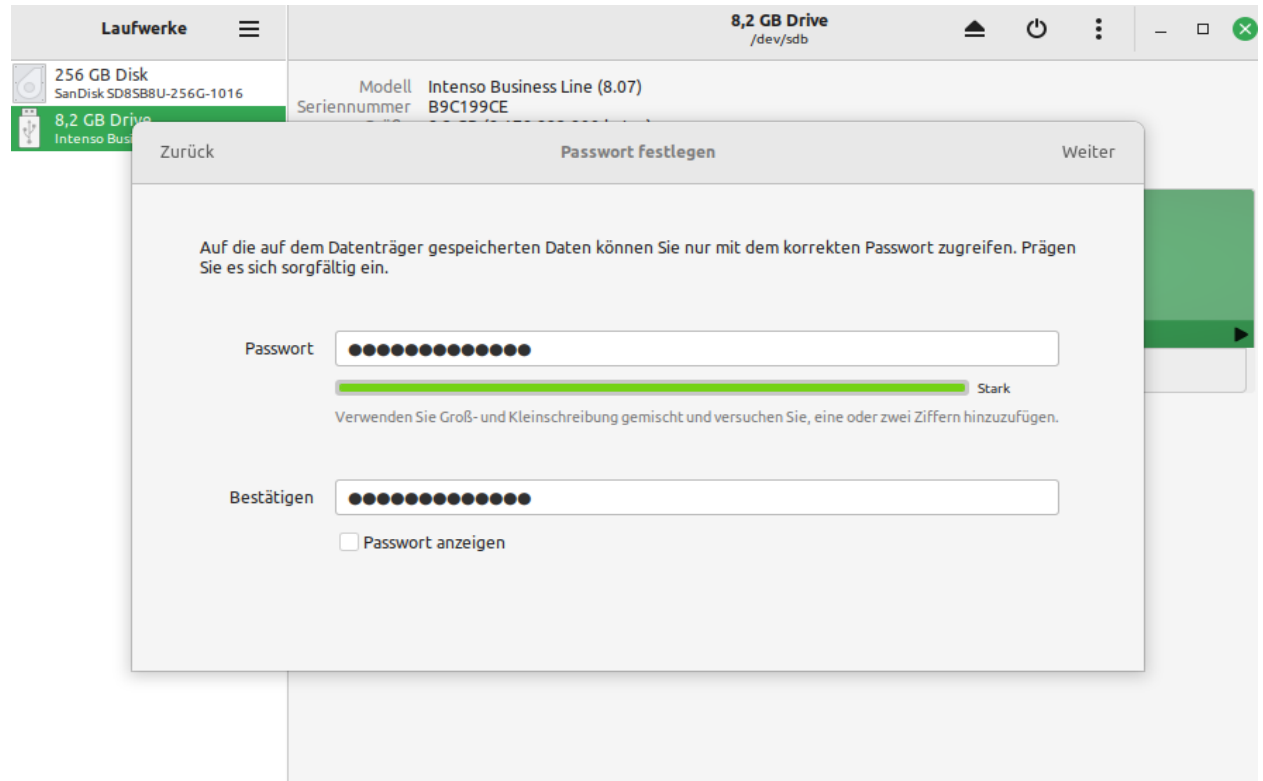 Laufwerke
8,2 GB Drive
/dev/sdb
256 GB Disk
SanDisk SD8SB8U-256G-1016
8,2 GB Drive
Intenso Bus
Modell Intenso Business Line (8.07)
Seriennummer B9C199CE
Zurück Passwort festlegen Weiter
Auf die auf dem Datenträger gespeicherten Daten können Sie nur mit dem korrekten Passwort zugreifen. Prägen
Sie es sich sorgfältig ein.
Passwort
Stark
Verwenden Sie Groß- und Kleinschreibung gemischt und versuchen Sie, eine oder zwei Ziffern hinzuzufügen.
Bestätigen
Passwort anzeigen